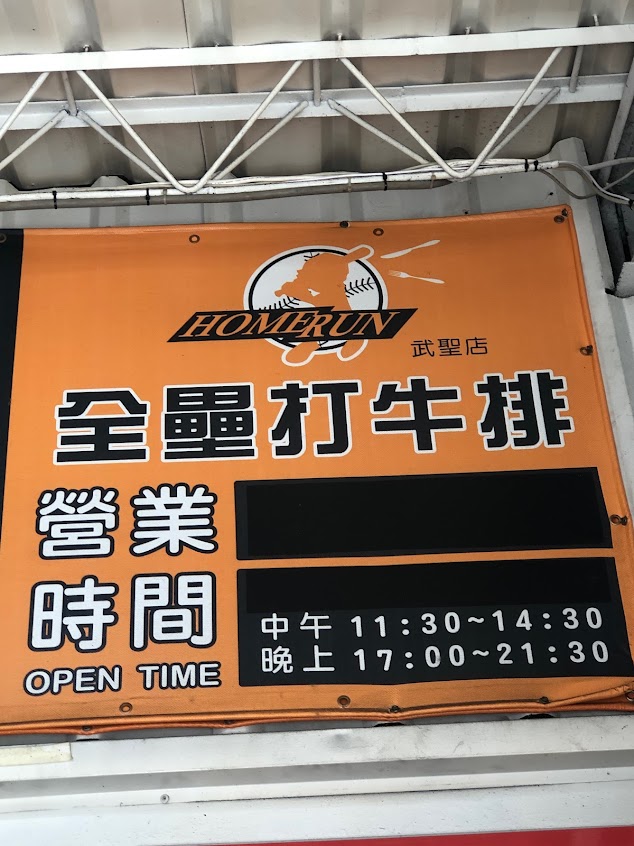 HOMERUN
武聖店
全壘打牛排
營業
時間
OPEN TIME
中午 11:30~14:30
晚上 17:00~21:30